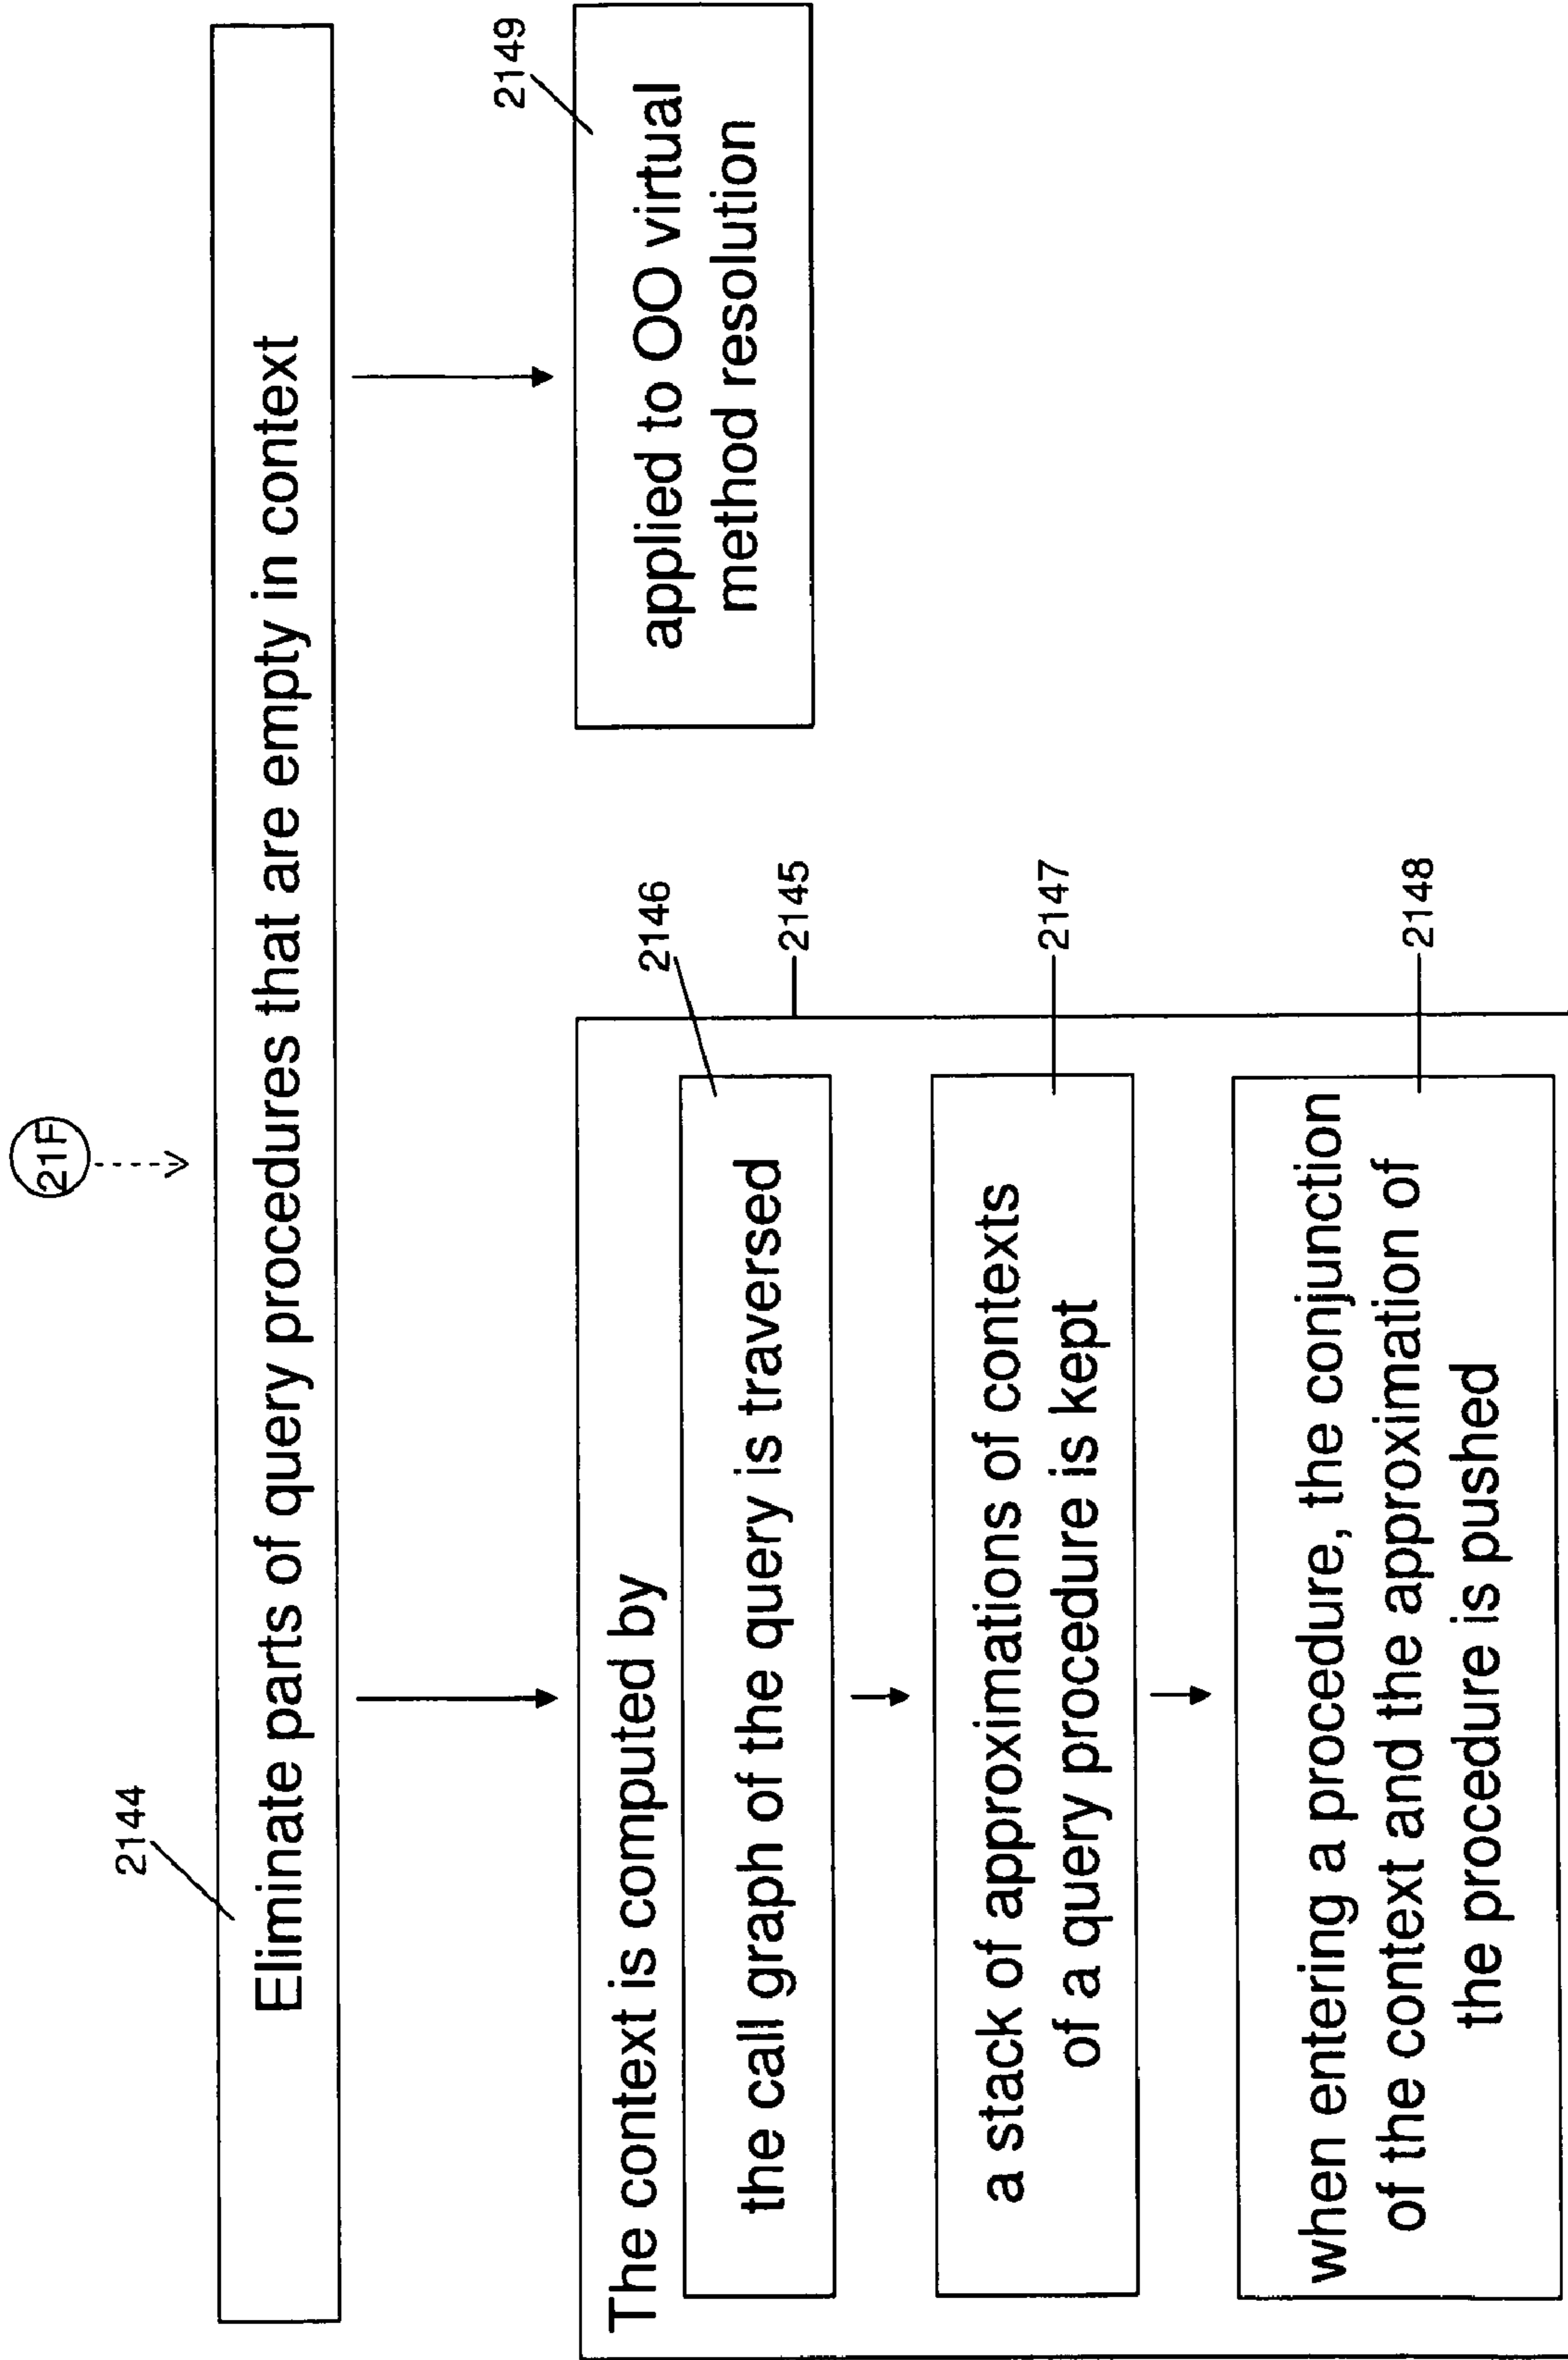 21F
2144
Eliminate parts of query procedures that are empty in context
2149
applied to OO virtual
method resolution
The context is computed by
2146
the call graph of the query is traversed
2145
a stack of approximations of contexts
of a query procedure is kept
2147
when entering a procedure, the conjunction
of the context and the approximation of
the procedure is pushed
2148